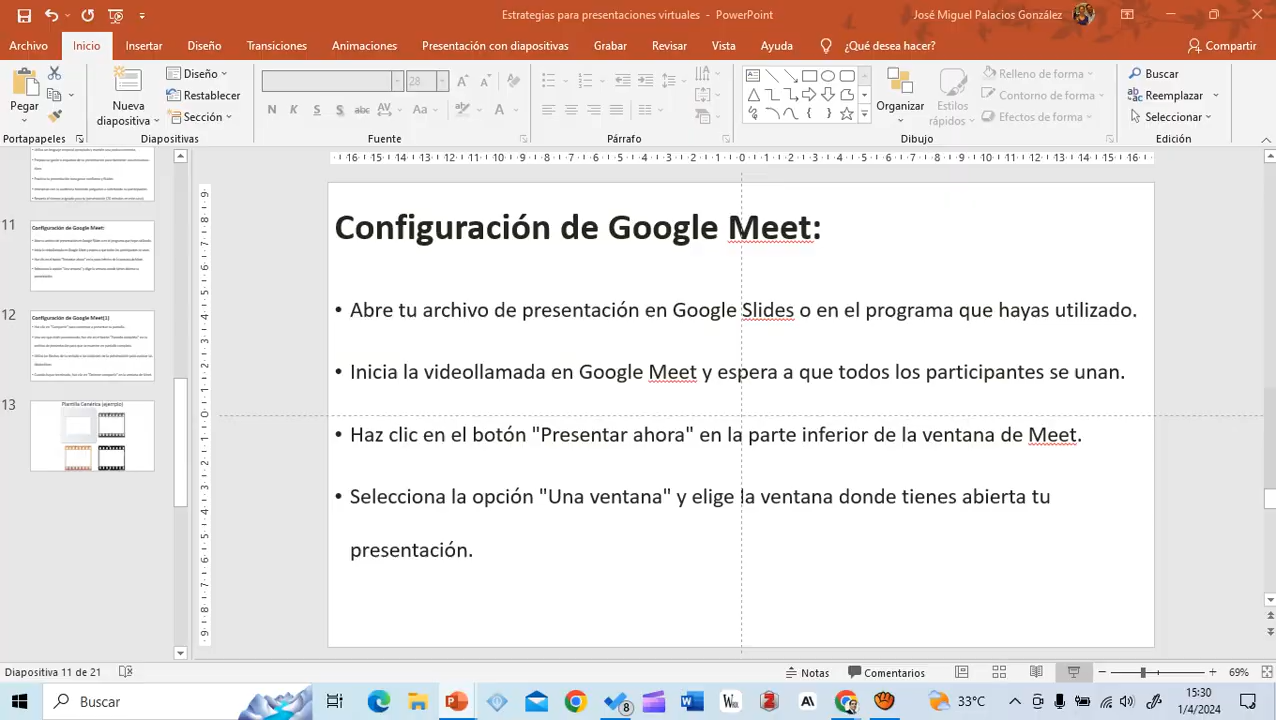 Estrategias para presentaciones virtuales - PowerPoint
José Miguel Palacios González
Archivo Inicio Insertar Diseño Transiciones Animaciones Presentación con diapositivas Grabar Revisar Vista Ayuda ¿Qué desea hacer? Compartir
Pegar
Nueva diapositiva
Diseño
Restablecer
Sección
28
N K S S abc AV Aa A
Organizar
Estilos rápidos
Relleno de forma
Contorno de forma
Efectos de forma
Buscar
Reemplazar
Seleccionar
Portapapeles Diapositivas Fuente Párrafo Dibujo Edición
11
Configuración de Google Meet:
12
Configuración de Google Meet(1)
13
Plantilla Genérica (ejemplo)
Configuración de Google Meet:
• Abre tu archivo de presentación en Google Slides o en el programa que hayas utilizado.
• Inicia la videollamada en Google Meet y espera a que todos los participantes se unan.
• Haz clic en el botón "Presentar ahora" en la parte inferior de la ventana de Meet.
• Selecciona la opción "Una ventana" y elige la ventana donde tienes abierta tu
presentación.
Diapositiva 11 de 21
Notas
Comentarios
69%
Buscar
8
33°C
15:30
1/4/2024